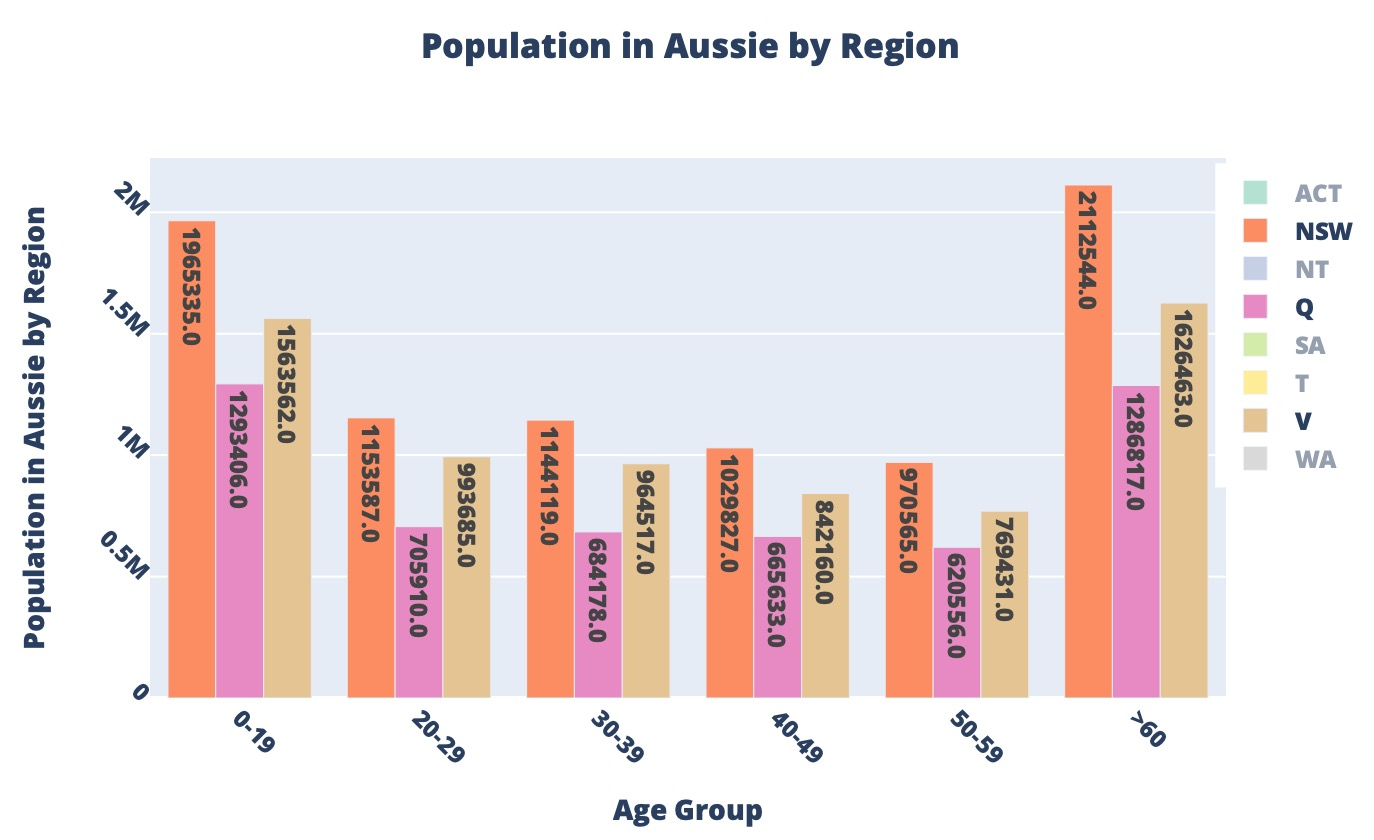 Population in Aussie by Region
Population in Aussie by Region
2M
1.5M
1M
0.5M
0
1965335.0
1293406.0
1563562.0
1153587.0
705910.0
993685.0
1144119.0
684178.0
964517.0
1029827.0
665633.0
842160.0
970565.0
620556.0
769431.0
2112544.0
1286817.0
1626463.0
0-19
20-29
30-39
40-49
50-59
>60
Age Group
ACT
NSW
NT
Q
SA
T
V
WA